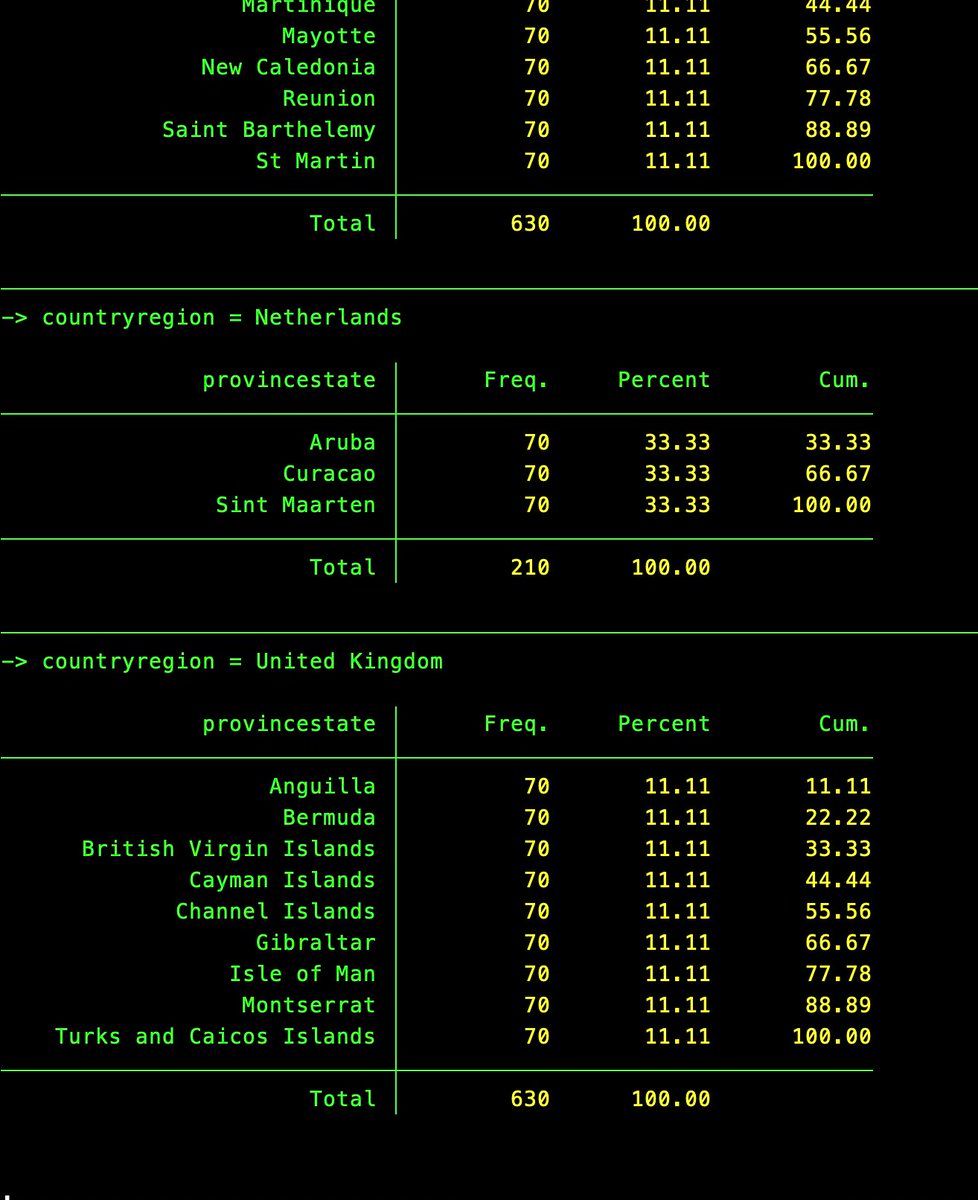 Martinique 70 11.11 44.44
Mayotte 70 11.11 55.56
New Caledonia 70 11.11 66.67
Reunion 70 11.11 77.78
Saint Barthelemy 70 11.11 88.89
St Martin 70 11.11 100.00
Total 630 100.00
-> countryregion = Netherlands
provincestate Freq. Percent Cum.
Aruba 70 33.33 33.33
Curacao 70 33.33 66.67
Sint Maarten 70 33.33 100.00
Total 210 100.00
-> countryregion = United Kingdom
provincestate Freq. Percent Cum.
Anguilla 70 11.11 11.11
Bermuda 70 11.11 22.22
British Virgin Islands 70 11.11 33.33
Cayman Islands 70 11.11 44.44
Channel Islands 70 11.11 55.56
Gibraltar 70 11.11 66.67
Isle of Man 70 11.11 77.78
Montserrat 70 11.11 88.89
Turks and Caicos Islands 70 11.11 100.00
Total 630 100.00